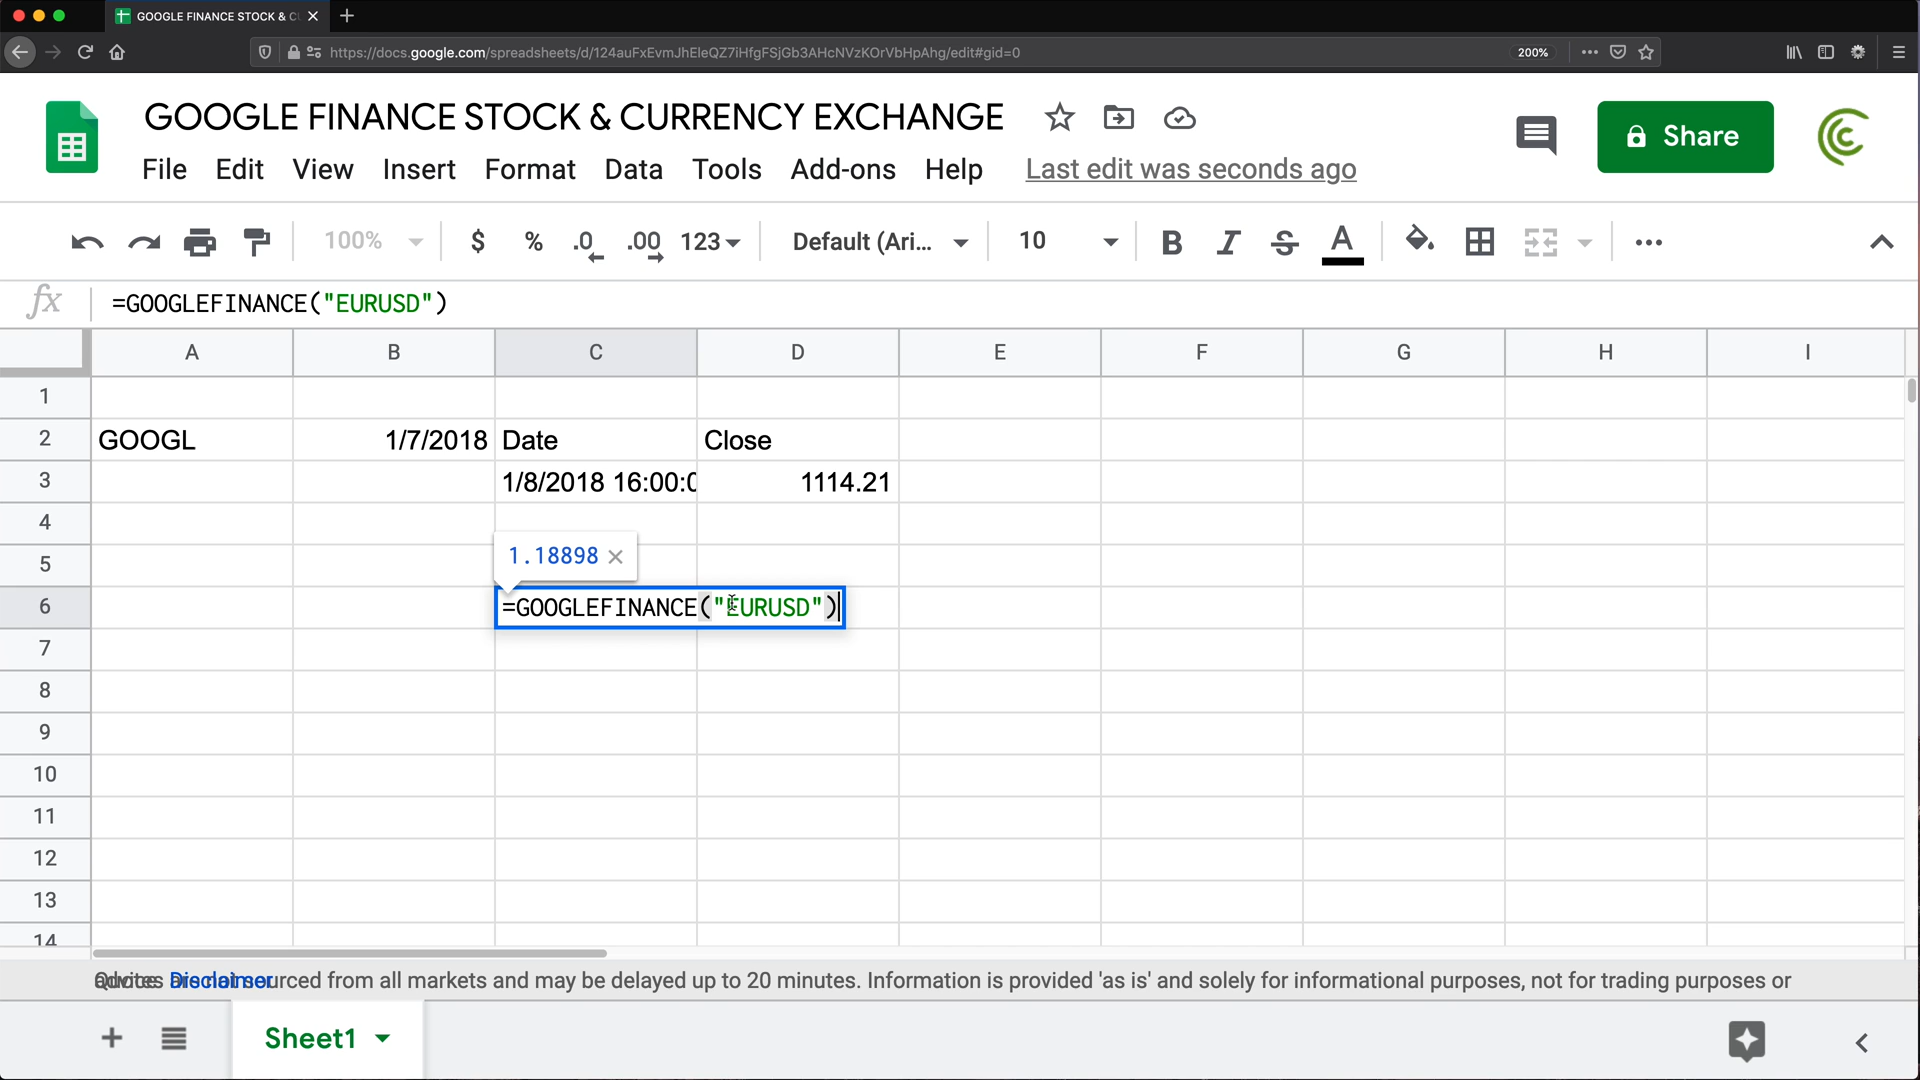 GOOGLE FINANCE STOCK & CU
https://docs.google.com/spreadsheets/d/124auFxEvmJhEleQZ7iHfgFSjGb3AHcNVzKOrVbHpAhg/edit#gid=0 200%
GOOGLE FINANCE STOCK & CURRENCY EXCHANGE
Share
File Edit View Insert Format Data Tools Add-ons Help Last edit was seconds ago
100% $ % .0 .00 123 Default (Ari... 10 B I S A
fx =GOOGLEFINANCE("EURUSD")
A B C D E F G H I
1
2 GOOGL 1/7/2018 Date Close
3 1/8/2018 16:00:0 1114.21
4
5 1.18898
6 =GOOGLEFINANCE("EURUSD")
7
8
9
10
11
12
13
14
Disclaimer sourced from all markets and may be delayed up to 20 minutes. Information is provided 'as is' and solely for informational purposes, not for trading purposes or
Sheet1